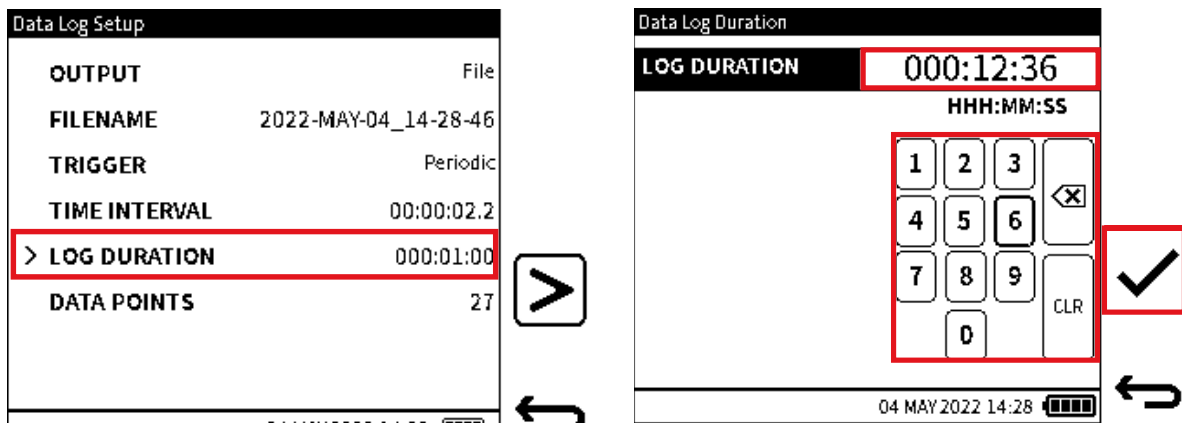 Data Log Setup
OUTPUT File
FILENAME 2022-MAY-04_14-28-46
TRIGGER Periodic
TIME INTERVAL 00:00:02.2
> LOG DURATION 000:01:00
DATA POINTS 27
>
Data Log Duration
LOG DURATION 000:12:36
HHH:MM:SS
1 2 3
4 5 6
7 8 9
CLR
0
04 MAY 2022 14:28